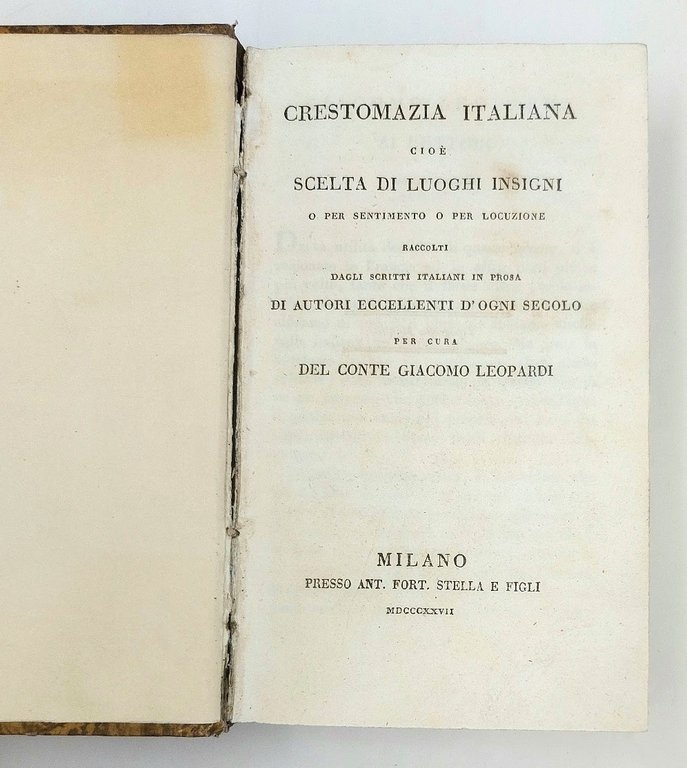 CRESTOMAZIA ITALIANA
CIOÈ
SCELTA DI LUOGHI INSIGNI
O PER SENTIMENTO O PER LOCUZIONE
RACCOLTI
DAGLI SCRITTI ITALIANI IN PROSA
DI AUTORI ECCELLENTI D'OGNI SECOLO
PER CURA
DEL CONTE GIACOMO LEOPARDI
MILANO
PRESSO ANT. FORT. STELLA E FIGLI
MDCCCXXVII